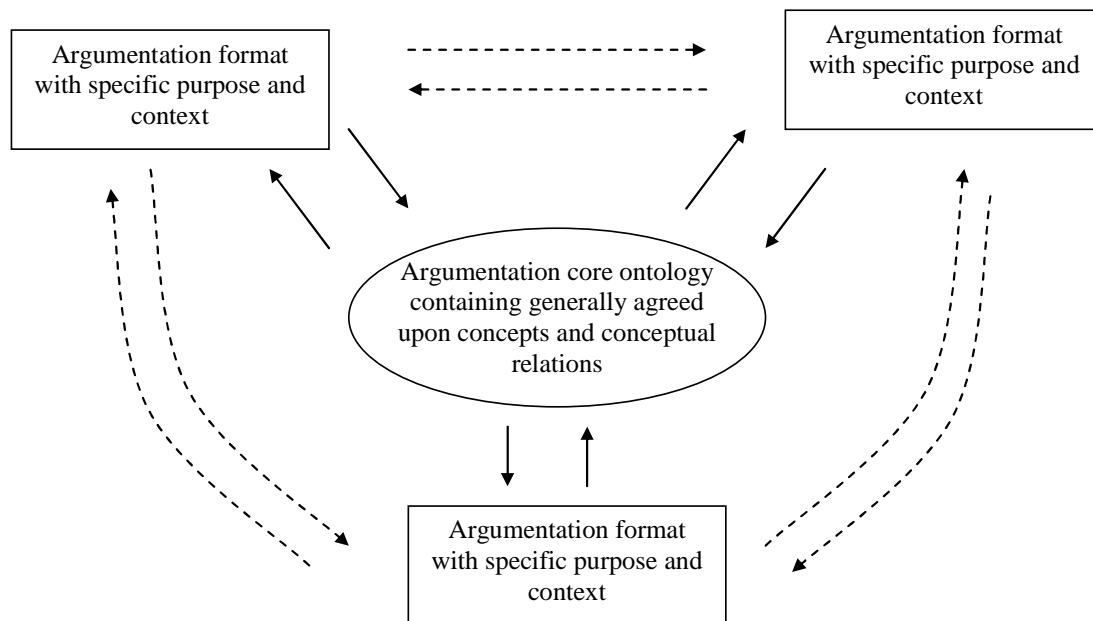 Argumentation format
with specific purpose and
context
Argumentation format
with specific purpose and
context
Argumentation core ontology
containing generally agreed
upon concepts and conceptual
relations
Argumentation format
with specific purpose and
context